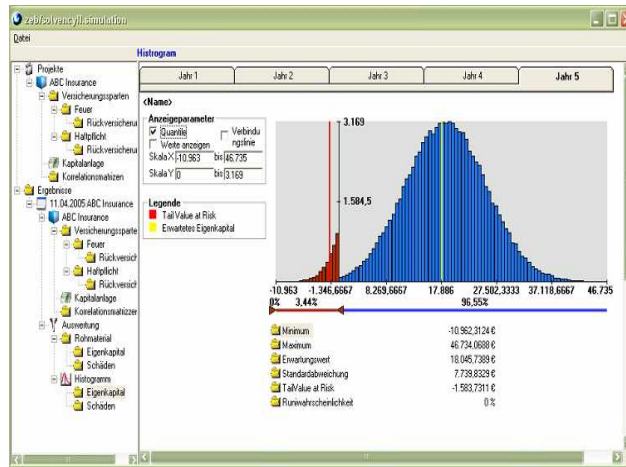 zeb/solvencyII.simulation
Datei
Histrogram
Projekte
ABC Insurance
Versicherungssparten
Feuer
Rückversicheru
Haftpflicht
Rückversicheru
Kapitalanlage
Korrelationsmatrizen
Ergebnisse
11.04.2005 ABC Insurance
ABC Insurance
Versicherungssparte
Feuer
Rückversich
Haftpflicht
Rückversich
Kapitalanlage
Korrelationsmatrizzer
Auswertung
Rohmaterial
Eigenkapital
Schäden
Histogramm
Eigenkapital
Schäden
Jahr 1 Jahr 2 Jahr 3 Jahr 4 Jahr 5
<Name>
Anzeigeparameter
Quantile
Verbindu
ngslinie
Werte anzeigen
Skala X -10.963 bis 46.735
Skala Y 0 bis 3.169
Legende
Tail Value at Risk
Erwartetes Eigenkapital
3.169
1.584,5
-10.963 -1.346,6667 8.269,6667 17.886 27.502,3333 37.118,6667 46.735
0% 3,44% 96,55%
Minimum -10.962,3124 €
Maximum 46.734,0688 €
Erwartungswert 18.045,7389 €
Standardabweichung 7.739,8329 €
TailValue at Risk -1.583,7311 €
Ruinwahrscheinlichkeit 0 %